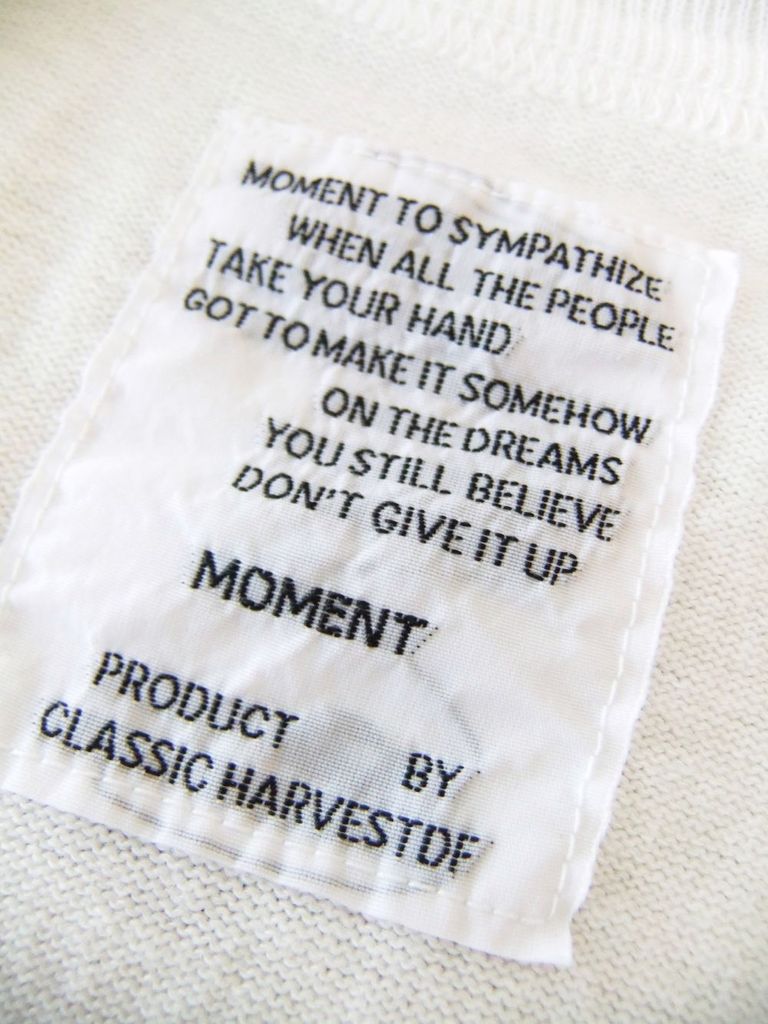 MOMENT TO SYMPATHIZE
WHEN ALL THE PEOPLE
TAKE YOUR HAND
GOT TO MAKE IT SOMEHOW
ON THE DREAMS
YOU STILL BELIEVE
DON'T GIVE IT UP
MOMENT
PRODUCT BY
CLASSIC HARVESTDF